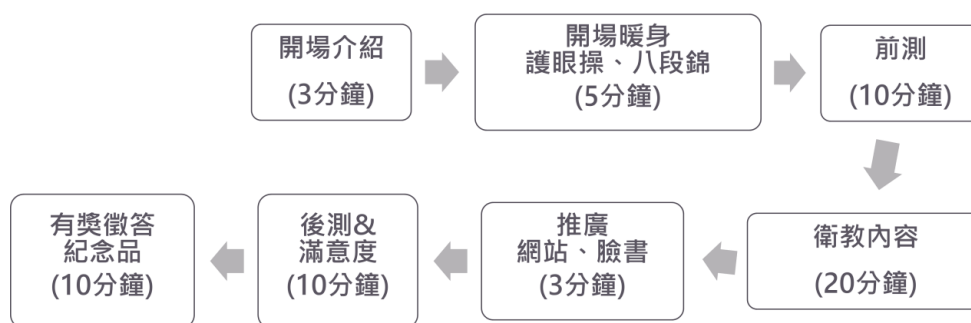 開場介紹
(3分鐘)
開場暖身
護眼操、八段錦
(5分鐘)
前測
(10分鐘)
衛教內容
(20分鐘)
推廣
網站、臉書
(3分鐘)
後測&
滿意度
(10分鐘)
有獎徵答
紀念品
(10分鐘)